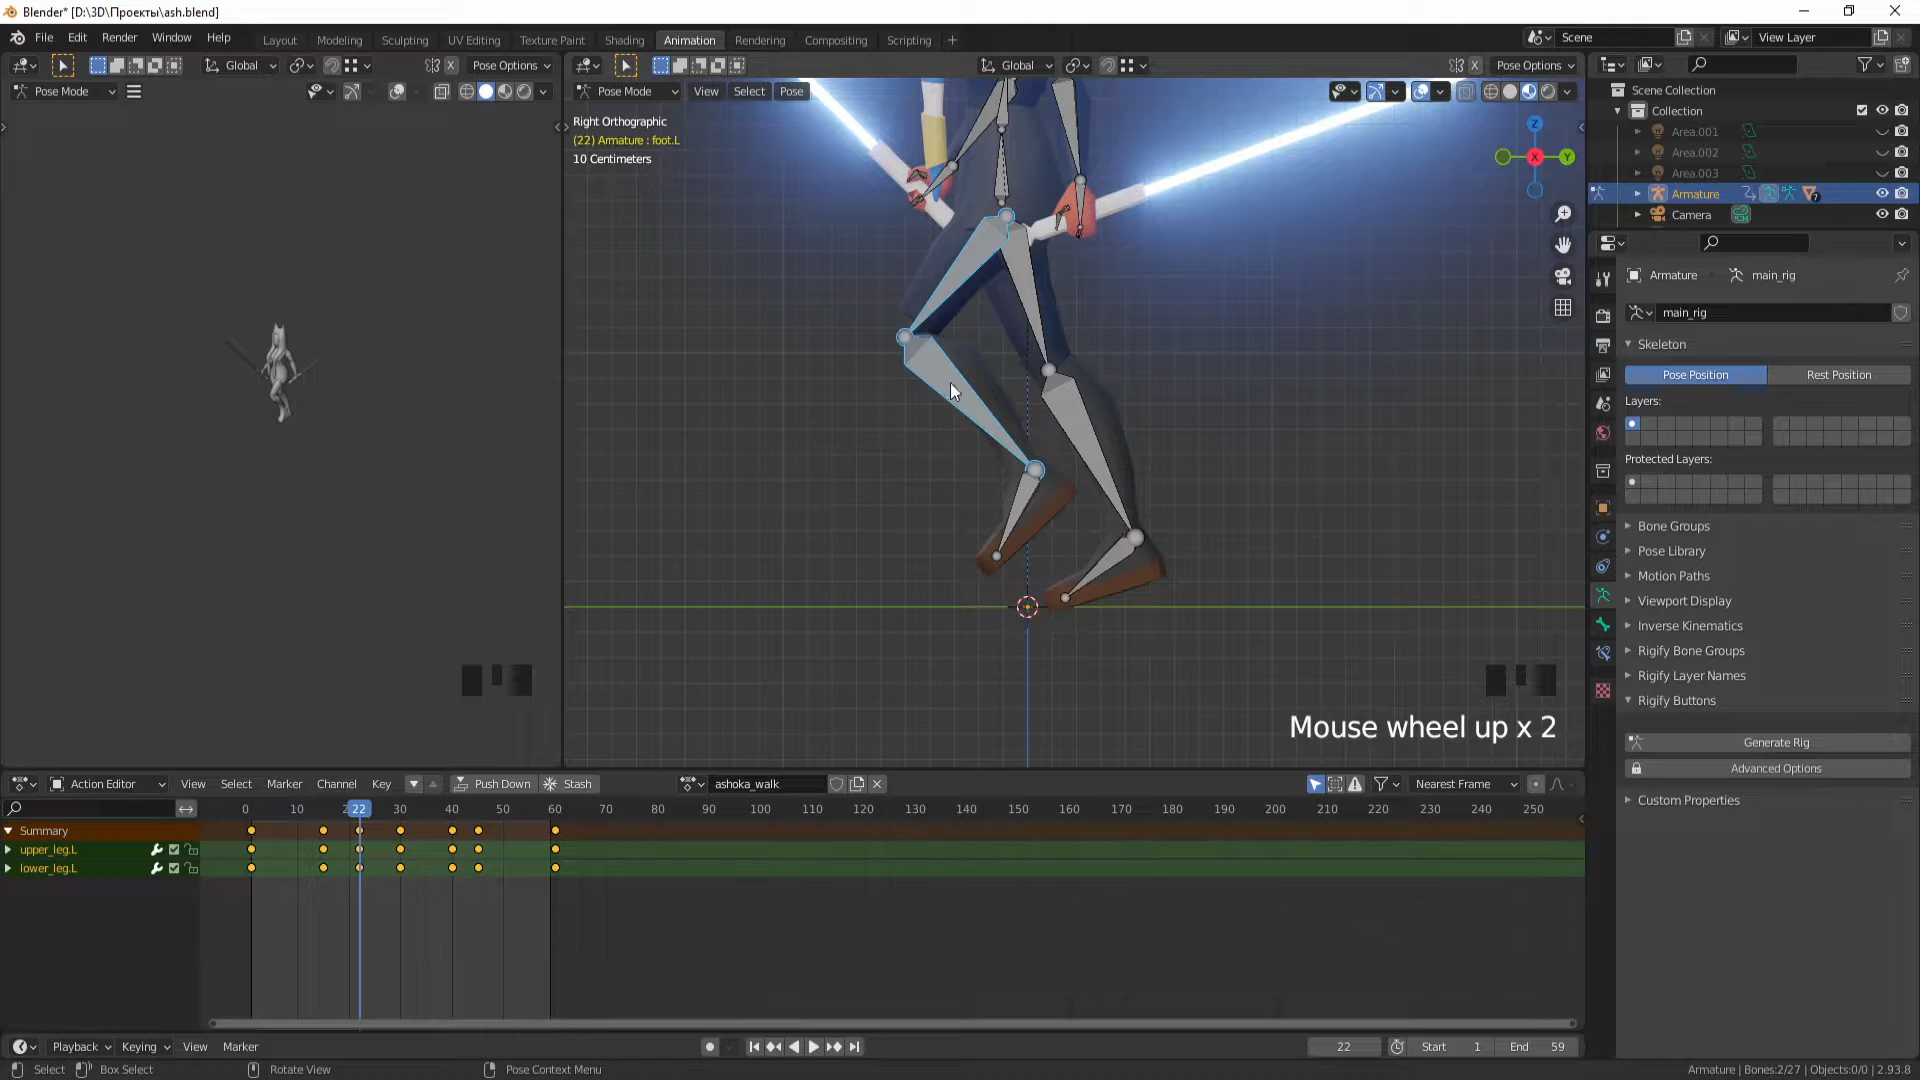 Blender* [D:\3D\Проекты\ash.blend]
File Edit Render Window Help
Layout Modeling Sculpting UV Editing Texture Paint Shading Animation Rendering Compositing Scripting
Scene
View Layer
Global Pose Options
Global Pose Options
Pose Mode
Pose Mode View Select Pose
Right Orthographic
(22) Armature : foot.L
10 Centimeters
Z
X
Y
Mouse wheel up x 2
Scene Collection
Collection
Area.001
Area.002
Area.003
Armature 7
Camera
Armature main_rig
main_rig
Skeleton
Pose Position Rest Position
Layers:
Protected Layers:
Bone Groups
Pose Library
Motion Paths
Viewport Display
Inverse Kinematics
Rigify Bone Groups
Rigify Layer Names
Rigify Buttons
Generate Rig
Advanced Options
Custom Properties
Action Editor View Select Marker Channel Key Push Down Stash ashoka_walk Nearest Frame
0 10 2 22 30 40 50 60 70 80 90 100 110 120 130 140 150 160 170 180 190 200 210 220 230 240 250
Summary
upper_leg.L
lower_leg.L
Playback Keying View Marker
22 Start 1 End 59
Select Box Select Rotate View Pose Context Menu
Armature | Bones:2/27 | Objects:0/0 | 2.93.8